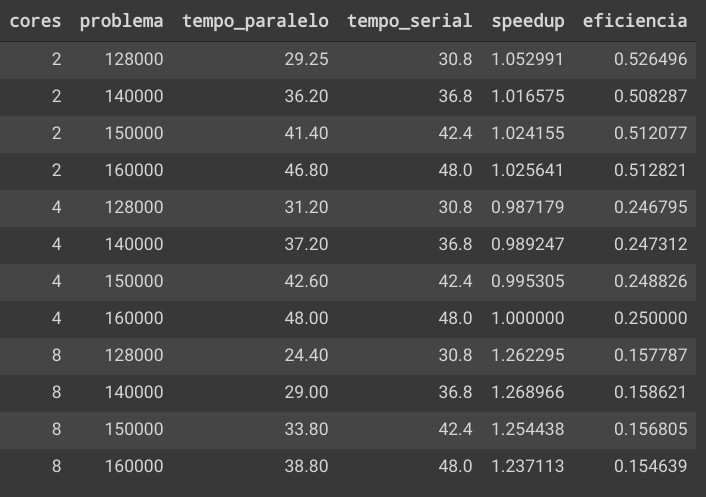 cores problema tempo_paralelo tempo_serial speedup eficiencia
2 128000 29.25 30.8 1.052991 0.526496
2 140000 36.20 36.8 1.016575 0.508287
2 150000 41.40 42.4 1.024155 0.512077
2 160000 46.80 48.0 1.025641 0.512821
4 128000 31.20 30.8 0.987179 0.246795
4 140000 37.20 36.8 0.989247 0.247312
4 150000 42.60 42.4 0.995305 0.248826
4 160000 48.00 48.0 1.000000 0.250000
8 128000 24.40 30.8 1.262295 0.157787
8 140000 29.00 36.8 1.268966 0.158621
8 150000 33.80 42.4 1.254438 0.156805
8 160000 38.80 48.0 1.237113 0.154639